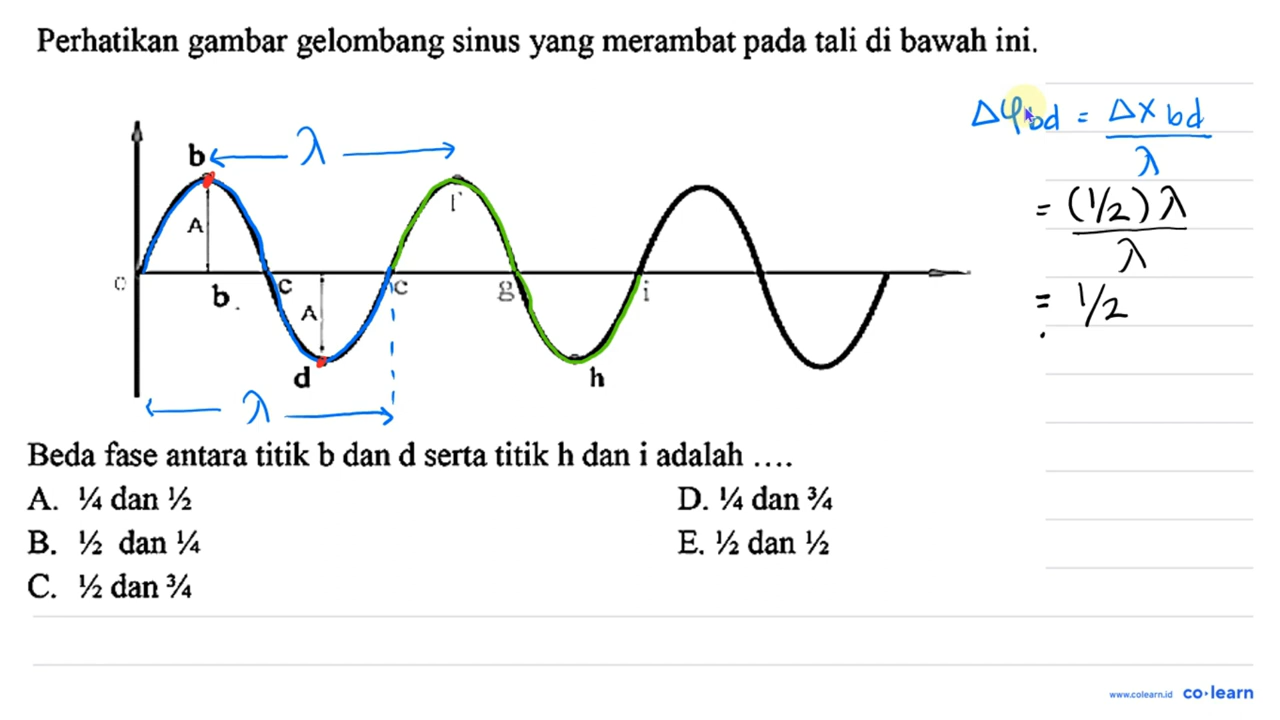 Perhatikan gambar gelombang sinus yang merambat pada tali di bawah ini.
Δφbd = Δx bd
λ
= (1/2) λ
λ
= 1/2
b
λ
A
f
o
b
c
A
e
g
i
d
h
λ
Beda fase antara titik b dan d serta titik h dan i adalah ....
A. ¼ dan ½
D. ¼ dan ¾
B. ½ dan ¼
E. ½ dan ½
C. ½ dan ¾
www.colearn.id co·learn